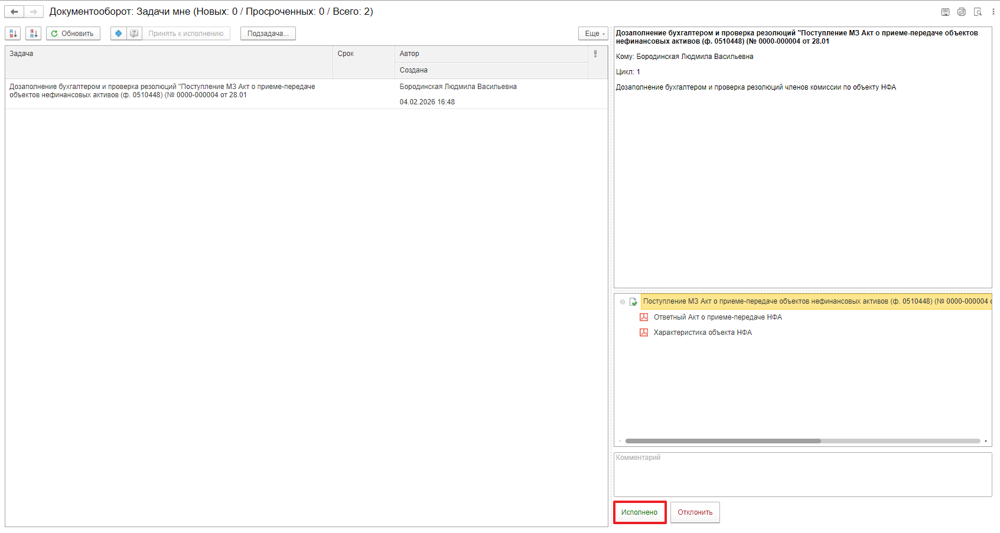 Документооборот: Задачи мне (Новых: 0 / Просроченных: 0 / Всего: 2)
Обновить
Принять к исполнению
Подзадача...
Еще
Задача
Срок
Автор
Создана
Дозаполнение бухгалтером и проверка резолюций "Поступление МЗ Акт о приеме-передаче
объектов нефинансовых активов (ф. 0510448) (№ 0000-000004 от 28.01
Бородинская Людмила Васильевна
04.02.2026 16:48
Дозаполнение бухгалтером и проверка резолюций "Поступление МЗ Акт о приеме-передаче объектов
нефинансовых активов (ф. 0510448) (№ 0000-000004 от 28.01
Кому: Бородинская Людмила Васильевна
Цикл: 1
Дозаполнение бухгалтером и проверка резолюций членов комиссии по объекту НФА
Поступление МЗ Акт о приеме-передаче объектов нефинансовых активов (ф. 0510448) (№ 0000-000004 о
Ответный Акт о приеме-передаче НФА
Характеристика объекта НФА
Комментарий
Исполнено
Отклонить